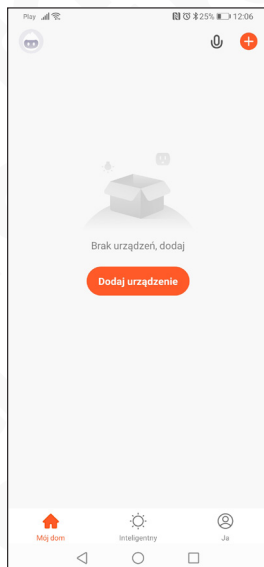 Play 25% 12:06
Brak urządzeń, dodaj
Dodaj urządzenie
Mój dom Inteligentny Ja